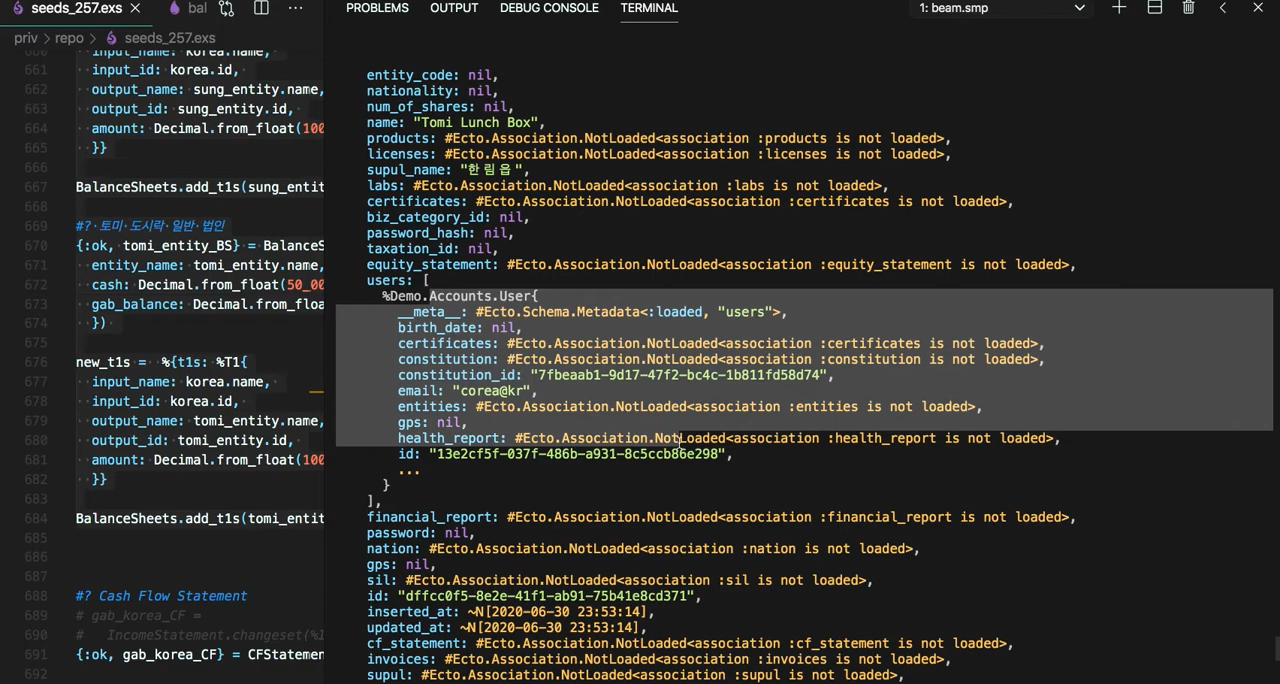 seeds_257.exs
bal
PROBLEMS OUTPUT DEBUG CONSOLE TERMINAL
1: beam.smp
priv > repo > seeds_257.exs
660 input_name: korea.name,
661 ··input_id:·korea.id,·
662 ··output_name:·sung_entity.name,
663 ··output_id:·sung_entity.id,·
664 ··amount:·Decimal.from_float(100
665 ··}}
666
667 BalanceSheets.add_t1s(sung_entit
668
669 #?·토미·도시락·일반·법인
670 {:ok,·tomi_entity_BS}·=·BalanceS
671 ··entity_name:·tomi_entity.name,
672 ··cash:·Decimal.from_float(50_00
673 ··gab_balance:·Decimal.from_floa
674 ··})·
675
676 new_t1s·=··%{t1s:·%T1{
677 ··input_name:·korea.name,·
678 ··input_id:·korea.id,·
679 ··output_name:·tomi_entity.name,
680 ··output_id:·tomi_entity.id,·
681 ··amount:·Decimal.from_float(100
682 ··}}
683
684 BalanceSheets.add_t1s(tomi_entit
685
686
687
688 #? Cash Flow Statement
689 # gab_korea_CF =
690 #   IncomeStatement.changeset(%I
691 {:ok, gab_korea_CF} = CFStatemen
692
entity_code: nil,
nationality: nil,
num_of_shares: nil,
name: "Tomi Lunch Box",
products: #Ecto.Association.NotLoaded<association :products is not loaded>,
licenses: #Ecto.Association.NotLoaded<association :licenses is not loaded>,
supul_name: "한림읍",
labs: #Ecto.Association.NotLoaded<association :labs is not loaded>,
certificates: #Ecto.Association.NotLoaded<association :certificates is not loaded>,
biz_category_id: nil,
password_hash: nil,
taxation_id: nil,
equity_statement: #Ecto.Association.NotLoaded<association :equity_statement is not loaded>,
users: [
%Demo.Accounts.User{
__meta__: #Ecto.Schema.Metadata<:loaded, "users">,
birth_date: nil,
certificates: #Ecto.Association.NotLoaded<association :certificates is not loaded>,
constitution: #Ecto.Association.NotLoaded<association :constitution is not loaded>,
constitution_id: "7fbeaab1-9d17-47f2-bc4c-1b811fd58d74",
email: "corea@kr",
entities: #Ecto.Association.NotLoaded<association :entities is not loaded>,
gps: nil,
health_report: #Ecto.Association.NotLoaded<association :health_report is not loaded>,
id: "13e2cf5f-037f-486b-a931-8c5ccb86e298",
...
}
],
financial_report: #Ecto.Association.NotLoaded<association :financial_report is not loaded>,
password: nil,
nation: #Ecto.Association.NotLoaded<association :nation is not loaded>,
gps: nil,
sil: #Ecto.Association.NotLoaded<association :sil is not loaded>,
id: "dffcc0f5-8e2e-41f1-ab91-75b41e8cd371",
inserted_at: ~N[2020-06-30 23:53:14],
updated_at: ~N[2020-06-30 23:53:14],
cf_statement: #Ecto.Association.NotLoaded<association :cf_statement is not loaded>,
invoices: #Ecto.Association.NotLoaded<association :invoices is not loaded>,
supul: #Ecto.Association.NotLoaded<association :supul is not loaded>,